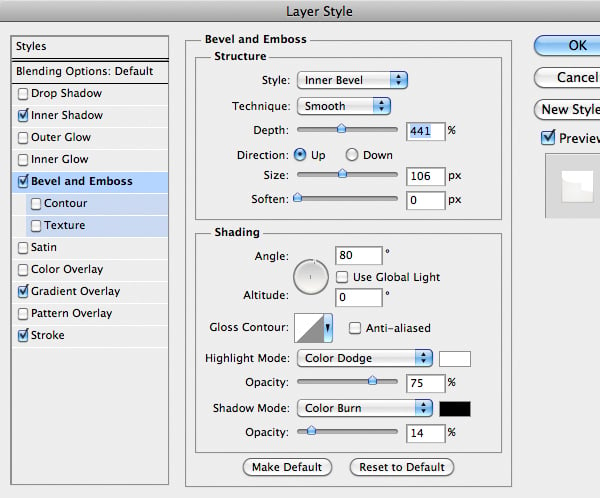 Layer Style
Styles
Blending Options: Default
Drop Shadow
Inner Shadow
Outer Glow
Inner Glow
Bevel and Emboss
Contour
Texture
Satin
Color Overlay
Gradient Overlay
Pattern Overlay
Stroke
Bevel and Emboss
Structure
Style: Inner Bevel
Technique: Smooth
Depth: 441 %
Direction: Up Down
Size: 106 px
Soften: 0 px
Shading
Angle: 80 °
Use Global Light
Altitude: 0 °
Gloss Contour: Anti-aliased
Highlight Mode: Color Dodge
Opacity: 75 %
Shadow Mode: Color Burn
Opacity: 14 %
Make Default Reset to Default
OK
Cancel
New Style
Preview